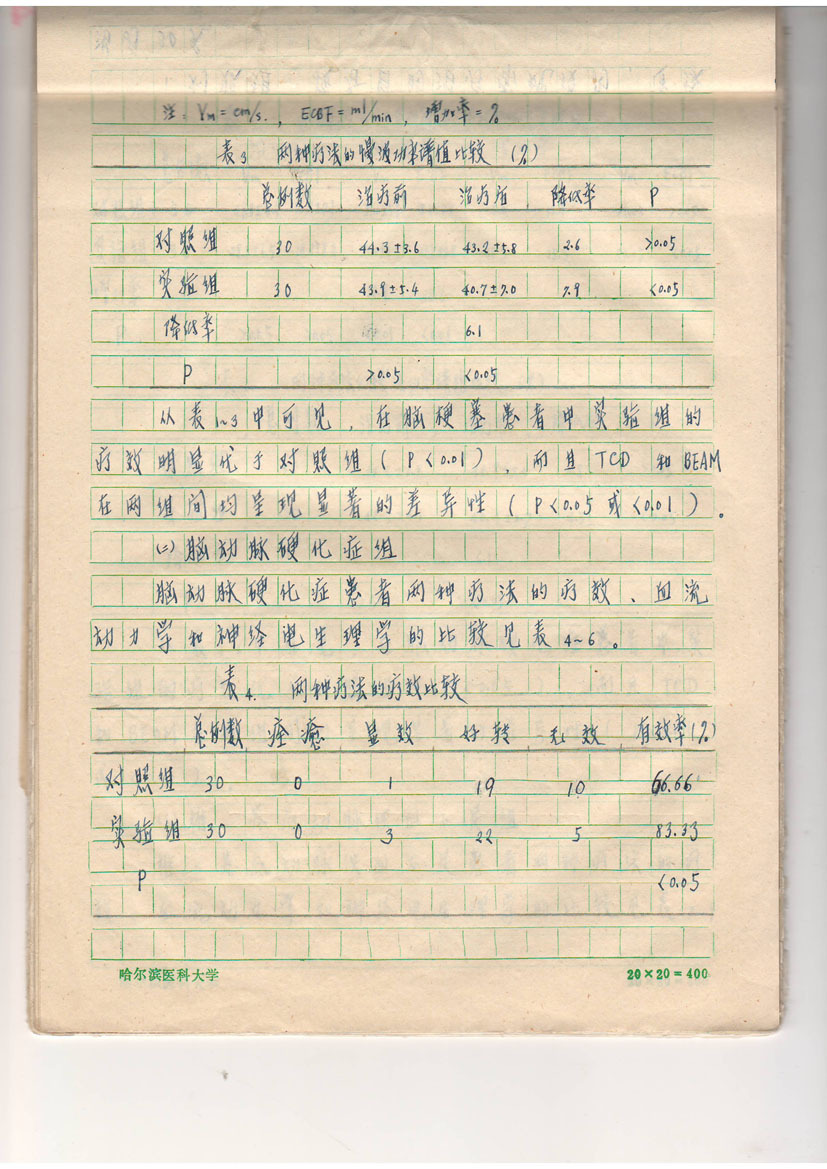 注：Vm = cm/s. , ECBF = ml/min , 增加率 = %
表3 两种疗法的慢波功率谱值比较 (%)
总例数 治疗前 治疗后 降低率 P
对照组 30 44.3±3.6 43.2±5.8 2.6 >0.05
实验组 30 43.9±5.4 40.7±7.0 7.9 <0.05
降低率 6.1
P >0.05 <0.05
从表1~3中可见，在脑硬塞患者中实验组的
疗效明显优于对照组(P<0.01)，而且TCD和BEAM
在两组间均呈现显著的差异性(P<0.05或<0.01)。
(二)脑动脉硬化症组
脑动脉硬化症患者两种疗法的疗效、血流
动力学和神经电生理学的比较见表4~6。
表4. 两种疗法的疗效比较
总例数 痊愈 显效 好转 无效 有效率(%)
对照组 30 0 1 19 10 66.66
实验组 30 0 3 22 5 83.33
P <0.05
哈尔滨医科大学 20×20=400